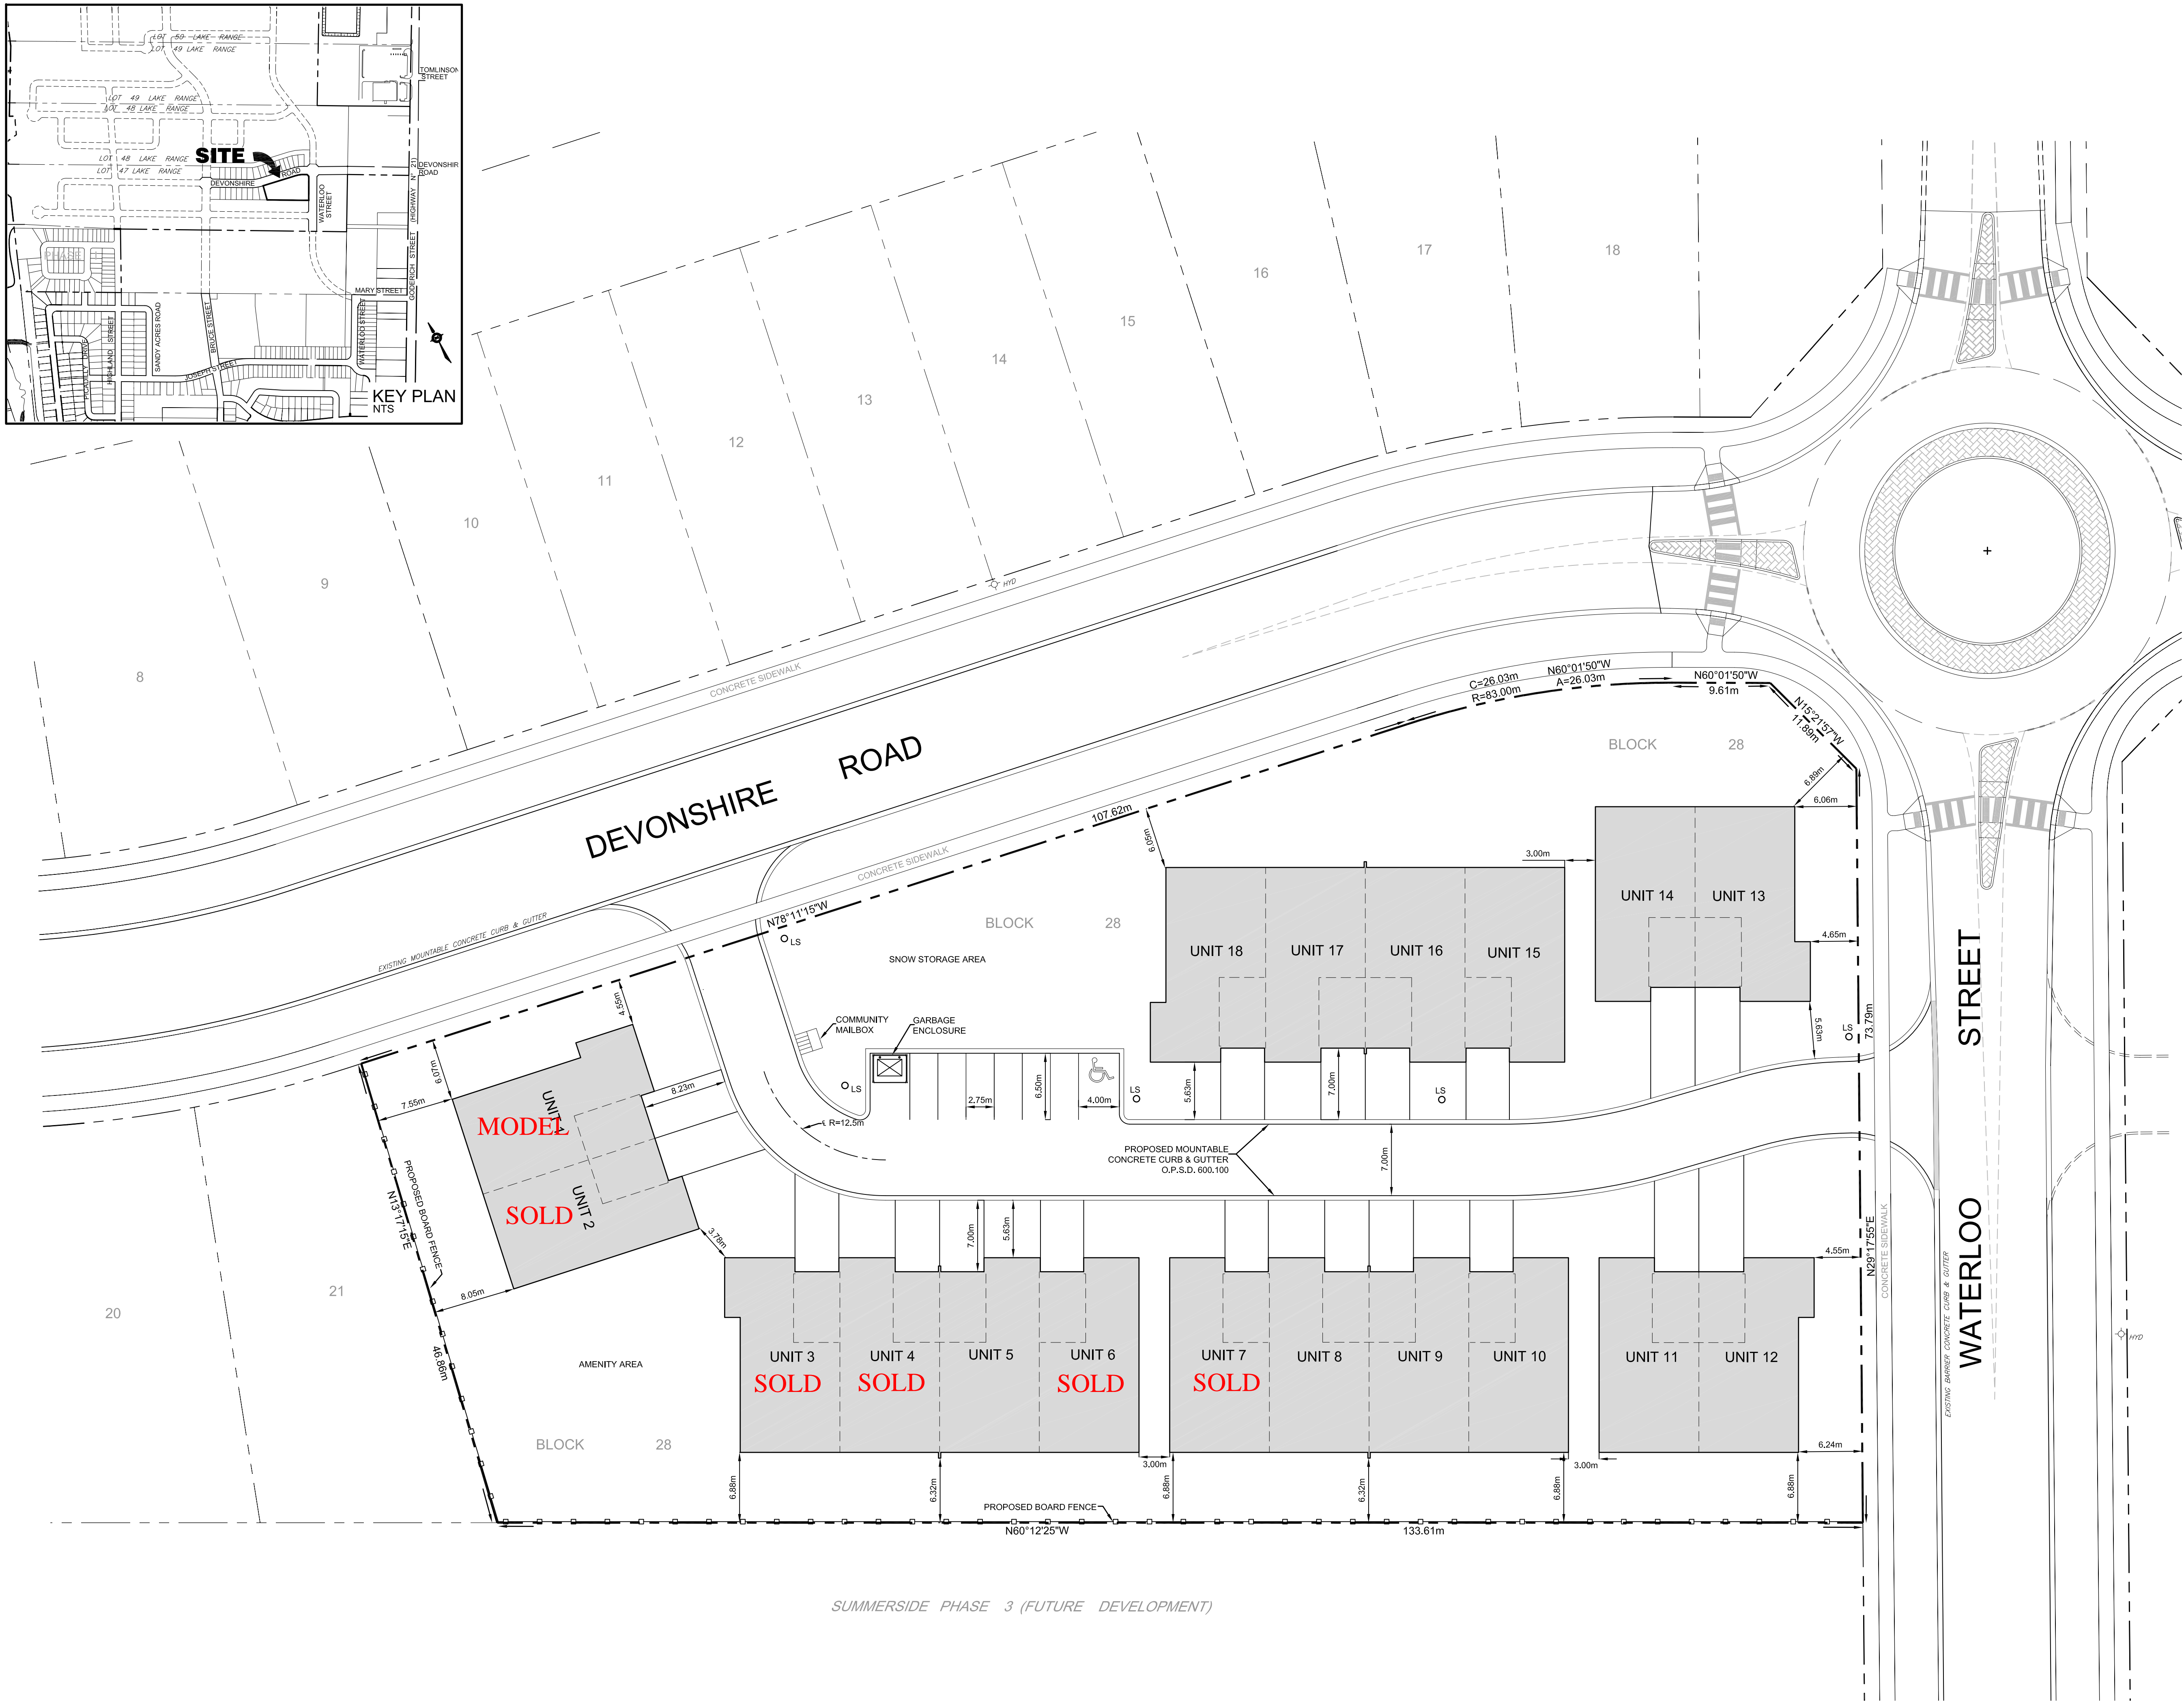 LOT 50 LAKE RANGE
LOT 49 LAKE RANGE
TOMLINSON
STREET
LOT 49 LAKE RANGE
LOT 48 LAKE RANGE
SITE
LOT 48 LAKE RANGE
LOT 47 LAKE RANGE
DEVONSHIRE
ROAD
DEVONSHIR
ROAD
WATERLOO
STREET
GODERICH STREET (HIGHWAY N° 21)
PHASE
MARY STREET
HIGHLAND STREET
SANDY ACRES ROAD
BRUCE STREET
WATERLOO STREET
PICADILLY DRIVE
JOSEPH STREET
KEY PLAN
NTS
8
9
10
11
12
13
14
15
16
17
18
HYD
CONCRETE SIDEWALK
DEVONSHIRE ROAD
C=26.03m N60°01'50"W
R=83.00m A=26.03m
N60°01'50"W
9.61m
N15°21'57"W
11.89m
BLOCK 28
6.89m
6.06m
107.62m
6.05m
CONCRETE SIDEWALK
3.00m
UNIT 14
UNIT 13
4.65m
N78°11'15"W
LS
BLOCK 28
EXISTING MOUNTABLE CONCRETE CURB & GUTTER
SNOW STORAGE AREA
UNIT 18
UNIT 17
UNIT 16
UNIT 15
4.55m
COMMUNITY
MAILBOX
GARBAGE
ENCLOSURE
5.63m
LS
73.79m
STREET
6.07m
7.55m
8.23m
UNIT 1
MODEL
LS
2.75m
6.50m
4.00m
LS
5.63m
7.00m
LS
R=12.5m
PROPOSED MOUNTABLE
CONCRETE CURB & GUTTER
O.P.S.D. 600.100
7.00m
PROPOSED BOARD FENCE
N13°17'15"E
UNIT 2
SOLD
3.78m
7.00m
5.63m
4.55m
N29°17'55"E
CONCRETE SIDEWALK
EXISTING BARRIER CONCRETE CURB & GUTTER
WATERLOO
HYD
20
21
8.05m
46.86m
AMENITY AREA
UNIT 3
SOLD
UNIT 4
SOLD
UNIT 5
UNIT 6
SOLD
UNIT 7
SOLD
UNIT 8
UNIT 9
UNIT 10
UNIT 11
UNIT 12
BLOCK 28
6.24m
3.00m
3.00m
6.88m
6.32m
6.88m
6.32m
6.88m
6.88m
PROPOSED BOARD FENCE
N60°12'25"W
133.61m
SUMMERSIDE PHASE 3 (FUTURE DEVELOPMENT)